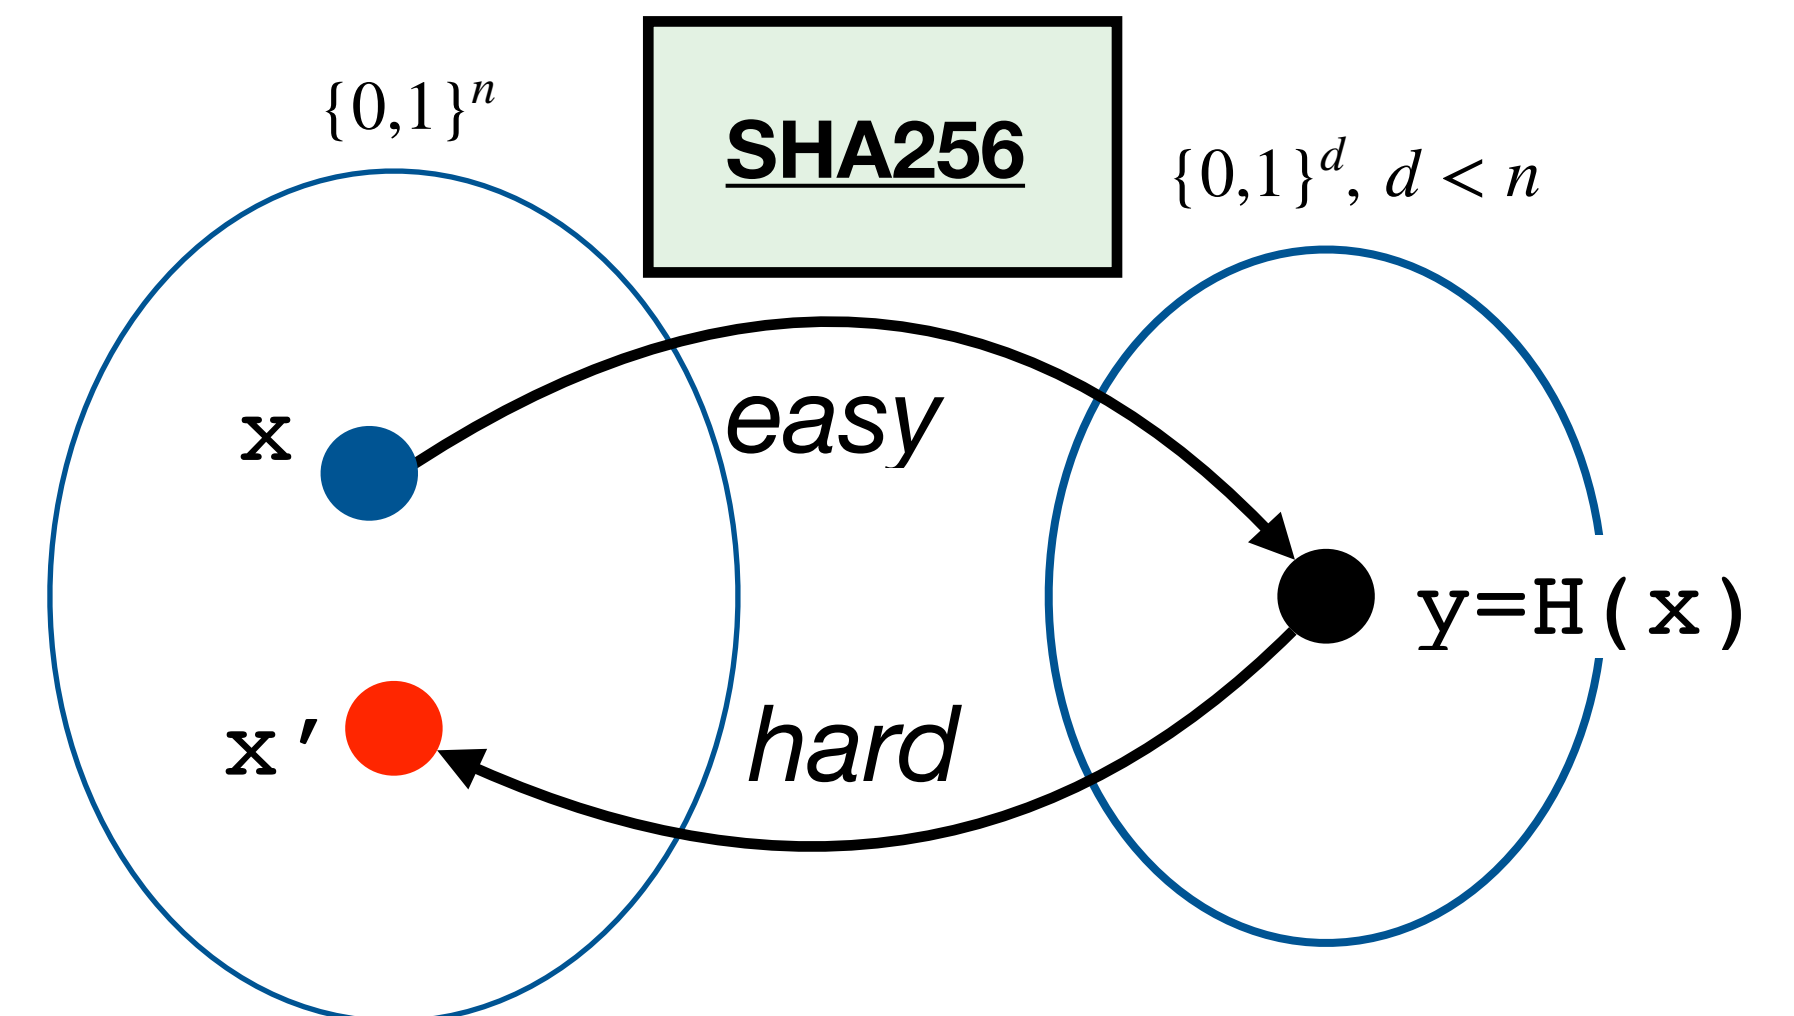 {0,1}ⁿ
SHA256
{0,1}ᵈ, d < n
x
easy
y=H(x)
x′
hard